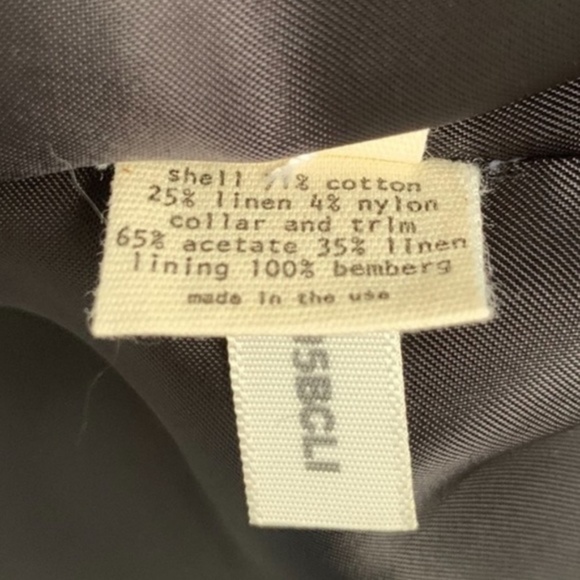 shell 71% cotton
25% linen 4% nylon
collar and trim
65% acetate 35% linen
lining 100% bemberg
made in the usa
5BCLI